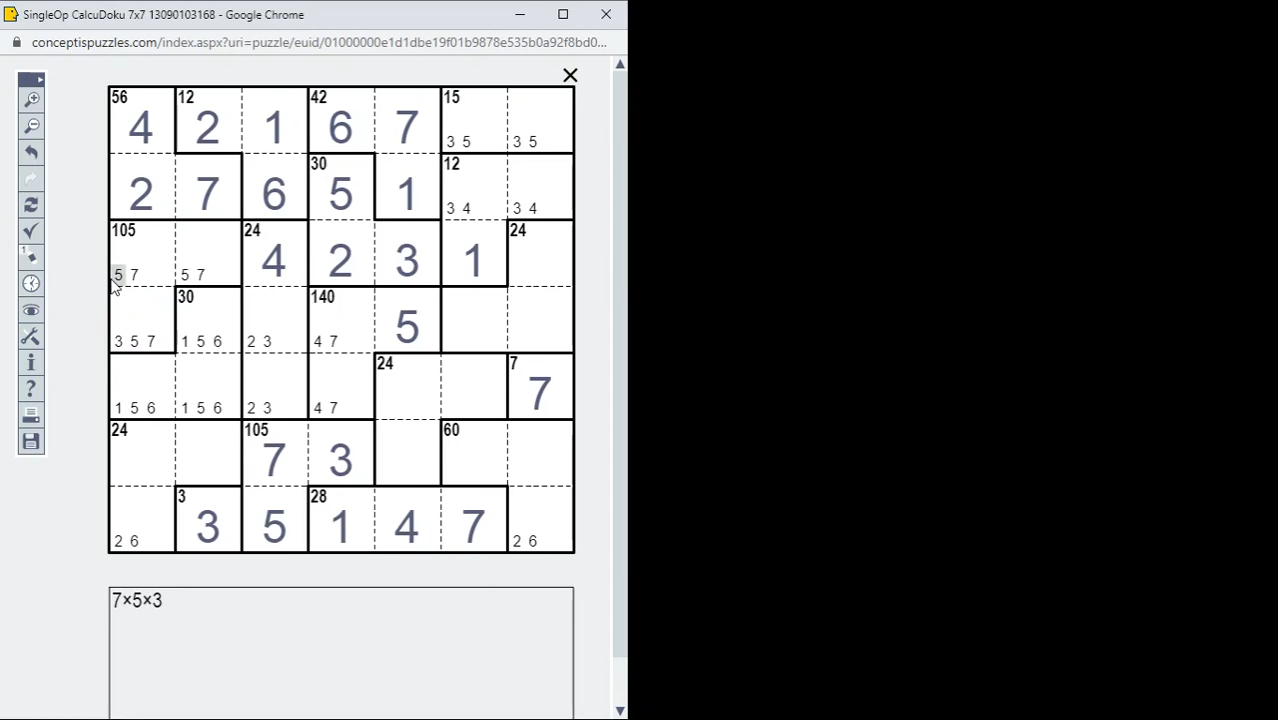 SingleOp CalcuDoku 7x7 13090103168 - Google Chrome
conceptispuzzles.com/index.aspx?uri=puzzle/euid/01000000e1d1dbe19f01b9878e535b0a92f8bd0...
56 12 42 15
4 2 1 6 7 3 5 3 5
30 12
2 7 6 5 1 3 4 3 4
105 24 24
4 2 3 1
5 7 5 7
30 140
5
3 5 7 1 5 6 2 3 4 7
24 7
7
1 5 6 1 5 6 2 3 4 7
24 105 60
7 3
3 28
3 5 1 4 7
2 6 2 6
7×5×3